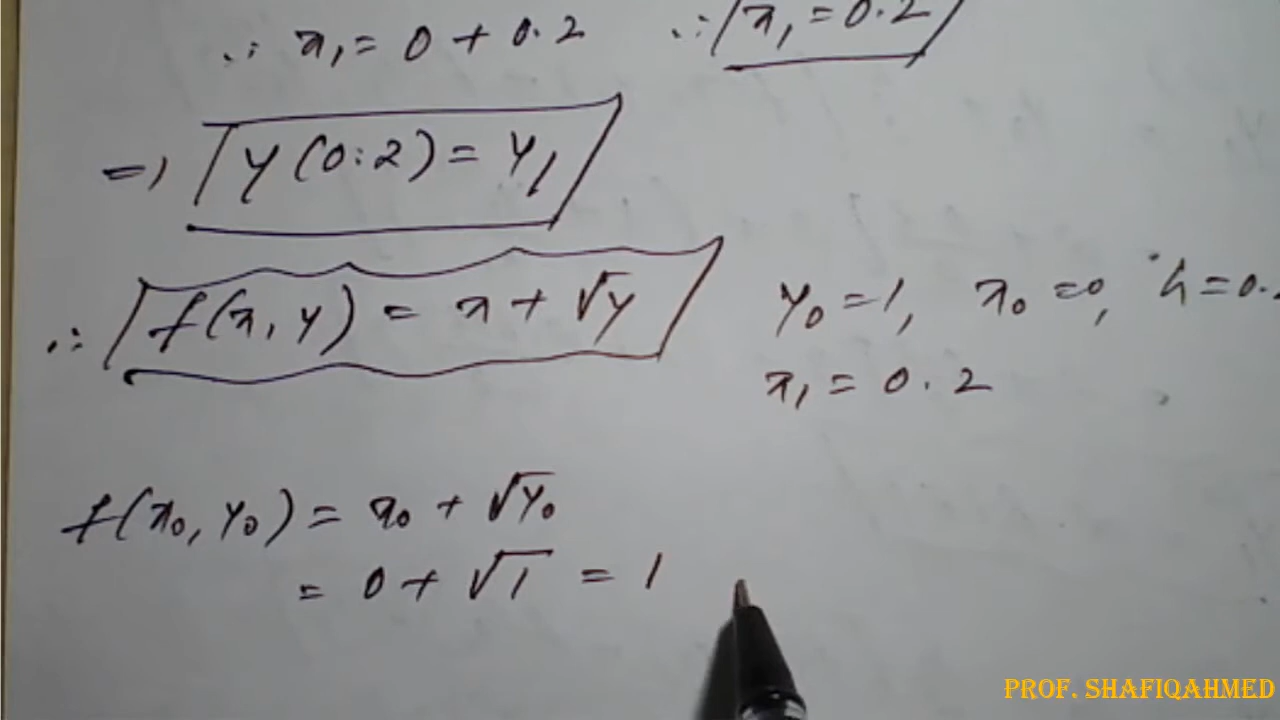 ∴ x₁ = 0 + 0.2 ∴ x₁ = 0.2
⇒ y(0.2) = y₁
∴ f(x, y) = x + √y y₀ = 1, x₀ = 0, h = 0.
x₁ = 0.2
f(x₀, y₀) = x₀ + √y₀
= 0 + √1 = 1
PROF. SHAFIQAHMED